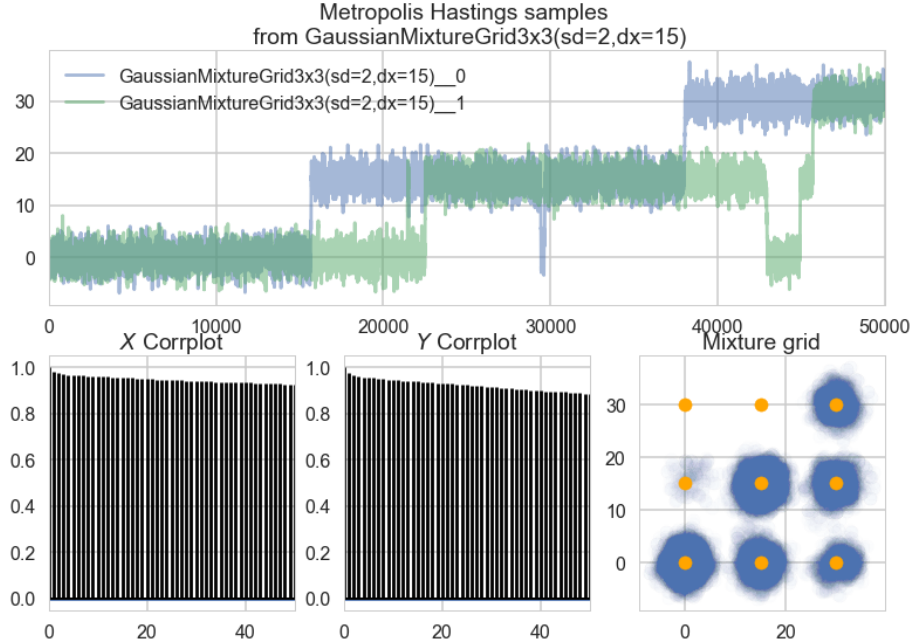 Metropolis Hastings samples
from GaussianMixtureGrid3x3(sd=2,dx=15)
GaussianMixtureGrid3x3(sd=2,dx=15)__0
GaussianMixtureGrid3x3(sd=2,dx=15)__1
30
20
10
0
0 10000 20000 30000 40000 50000
X Corrplot
1.0
0.8
0.6
0.4
0.2
0.0
0 20 40
Y Corrplot
1.0
0.8
0.6
0.4
0.2
0.0
0 20 40
Mixture grid
30
20
10
0
0 20